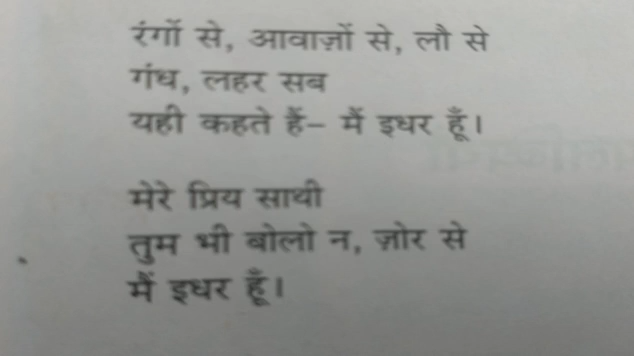 रंगों से, आवाज़ों से, लौ से
गंध, लहर सब
यही कहते हैं– मैं इधर हूँ।
मेरे प्रिय साथी
तुम भी बोलो न, ज़ोर से
मैं इधर हूँ।